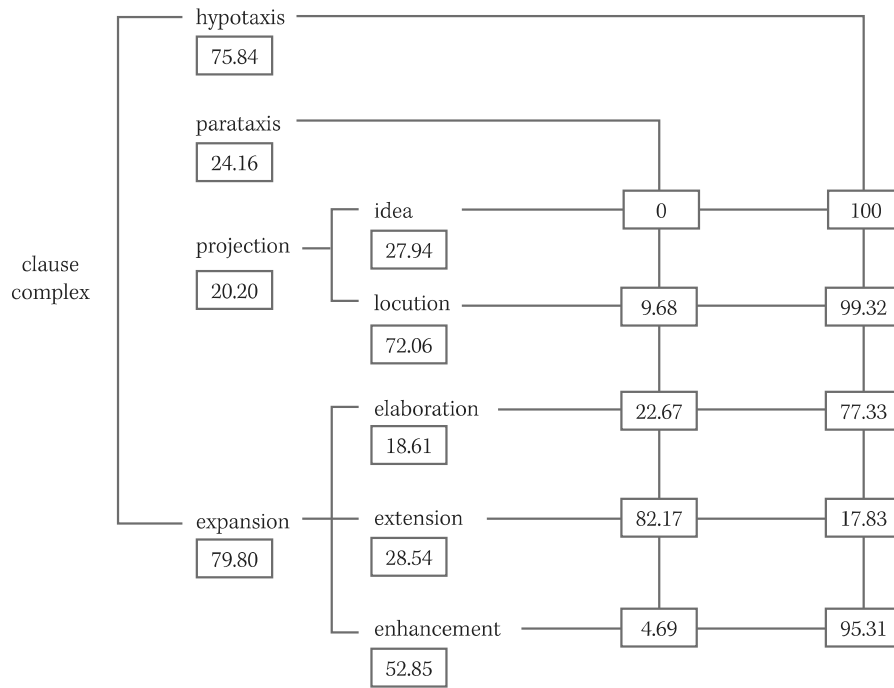 hypotaxis
75.84
parataxis
24.16
idea 0 100
27.94
projection
20.20
clause
complex
locution 9.68 99.32
72.06
elaboration 22.67 77.33
18.61
expansion
79.80
extension 82.17 17.83
28.54
enhancement 4.69 95.31
52.85